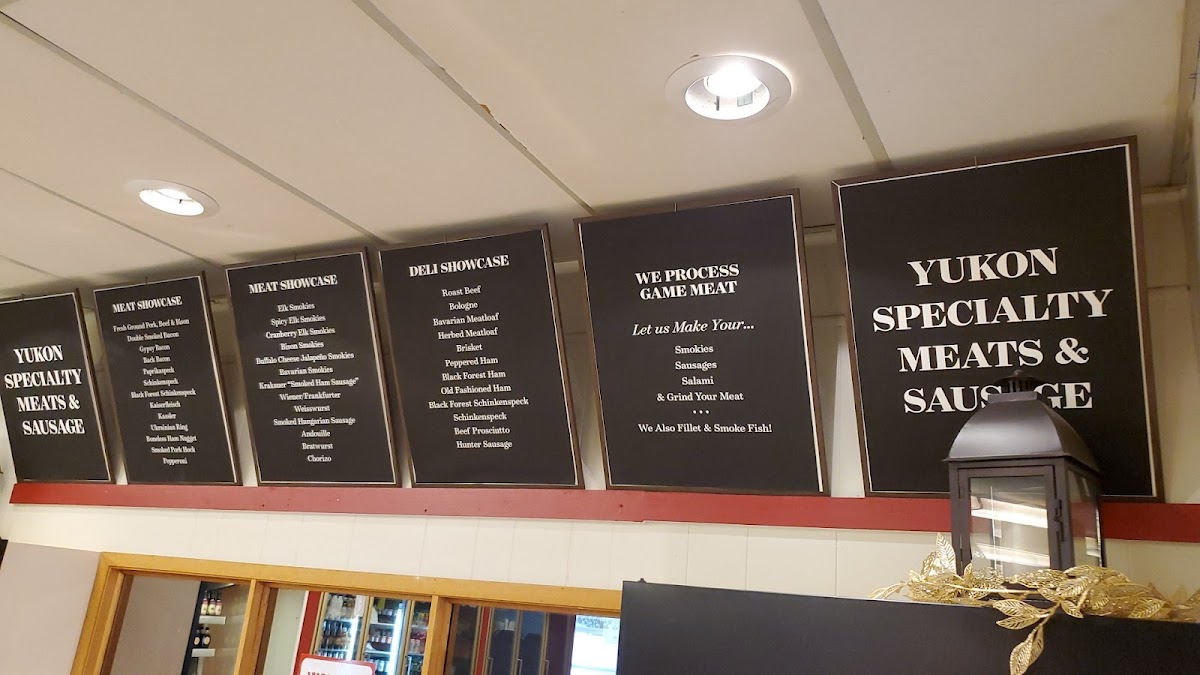 YUKON
SPECIALTY
MEATS &
SAUSAGE
MEAT SHOWCASE
Fresh Ground Pork, Beef & Bison
Double Smoked Bacon
Gypsy Bacon
Back Bacon
Paprikaspeck
Schinkenspeck
Black Forest Schinkenspeck
Kaiserfleisch
Kassler
Ukrainian Ring
Boneless Ham Nugget
Smoked Pork Hock
Pepperoni
MEAT SHOWCASE
Elk Smokies
Spicy Elk Smokies
Cranberry Elk Smokies
Bison Smokies
Buffalo Cheese Jalapeño Smokies
Bavarian Smokies
Krakauer “Smoked Ham Sausage”
Wiener/Frankfurter
Weisswurst
Smoked Hungarian Sausage
Andouille
Bratwurst
Chorizo
DELI SHOWCASE
Roast Beef
Bologne
Bavarian Meatloaf
Herbed Meatloaf
Brisket
Peppered Ham
Black Forest Ham
Old Fashioned Ham
Black Forest Schinkenspeck
Schinkenspeck
Beef Prosciutto
Hunter Sausage
WE PROCESS
GAME MEAT
Let us Make Your...
Smokies
Sausages
Salami
& Grind Your Meat
• • •
We Also Fillet & Smoke Fish!
YUKON
SPECIALTY
MEATS &
SAUSAGE